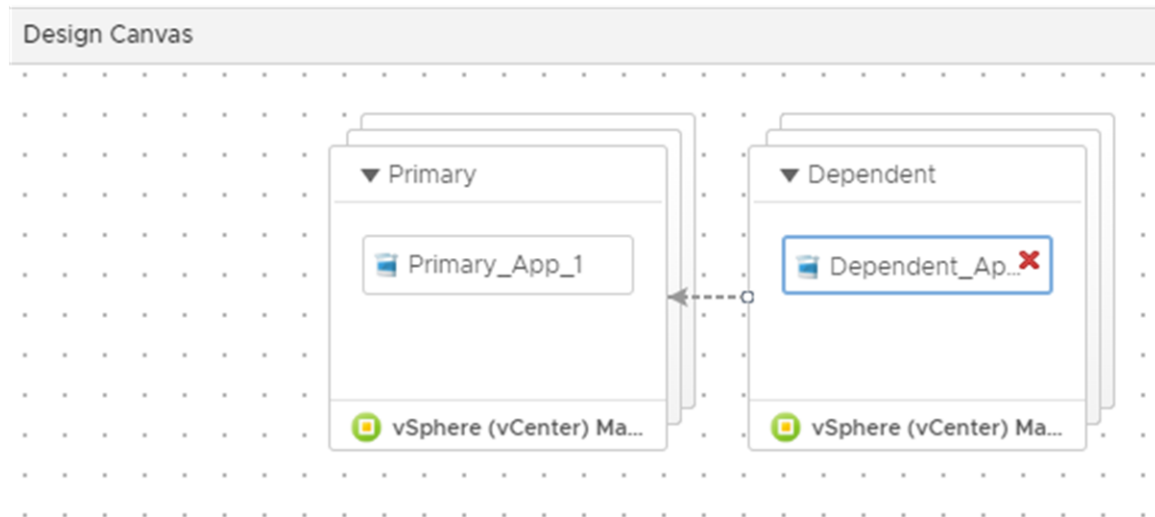 Design Canvas
Primary
Dependent
Primary_App_1
Dependent_Ap...
vSphere (vCenter) Ma...
vSphere (vCenter) Ma...